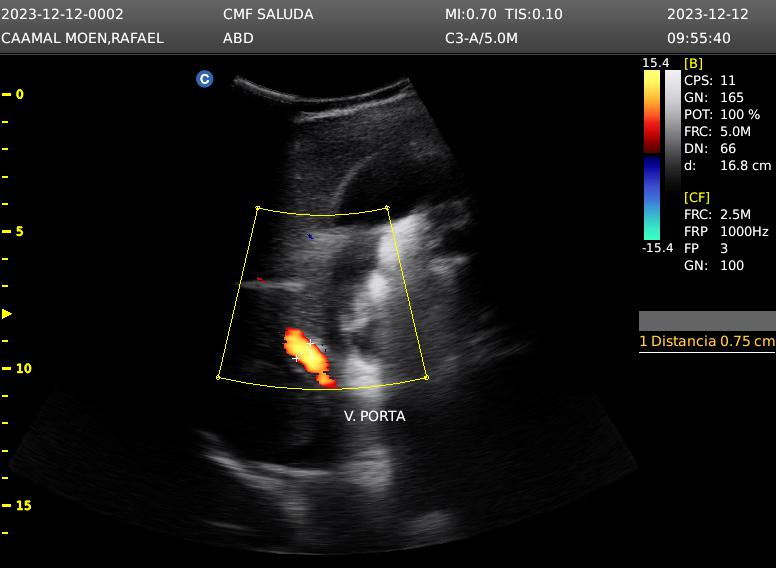 2023-12-12-0002 CMF SALUDA MI:0.70 TIS:0.10 2023-12-12
CAAMAL MOEN,RAFAEL ABD C3-A/5.0M 09:55:40
C
15.4 [B]
CPS: 11
GN: 165
POT: 100 %
FRC: 5.0M
DN: 66
d: 16.8 cm
[CF]
FRC: 2.5M
-15.4 FRP 1000Hz
FP 3
GN: 100
0
5
10
15
1 Distancia 0.75 cm
V. PORTA